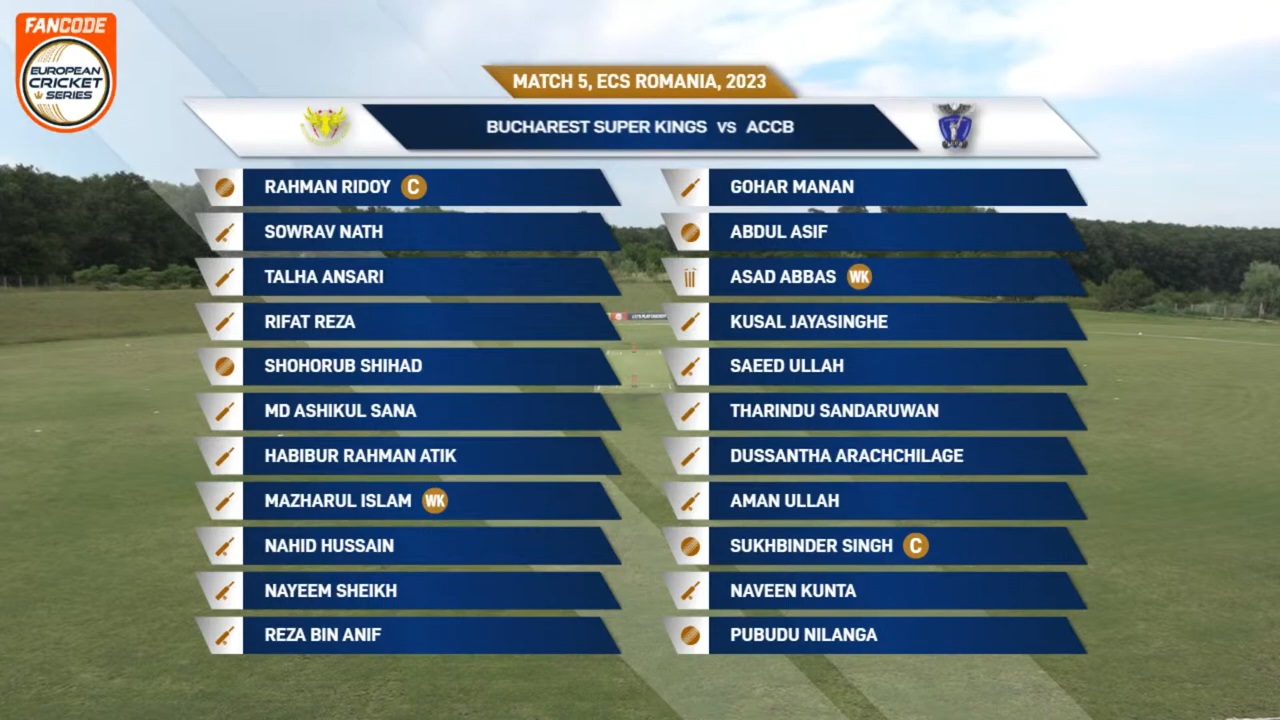 FANCODE
EUROPEAN
CRICKET
SERIES
MATCH 5, ECS ROMANIA, 2023
BUCHAREST SUPER KINGS VS ACCB
RAHMAN RIDOY C
SOWRAV NATH
TALHA ANSARI
RIFAT REZA
SHOHORUB SHIHAD
MD ASHIKUL SANA
HABIBUR RAHMAN ATIK
MAZHARUL ISLAM WK
NAHID HUSSAIN
NAYEEM SHEIKH
REZA BIN ANIF
GOHAR MANAN
ABDUL ASIF
ASAD ABBAS WK
KUSAL JAYASINGHE
SAEED ULLAH
THARINDU SANDARUWAN
DUSSANTHA ARACHCHILAGE
AMAN ULLAH
SUKHBINDER SINGH C
NAVEEN KUNTA
PUBUDU NILANGA